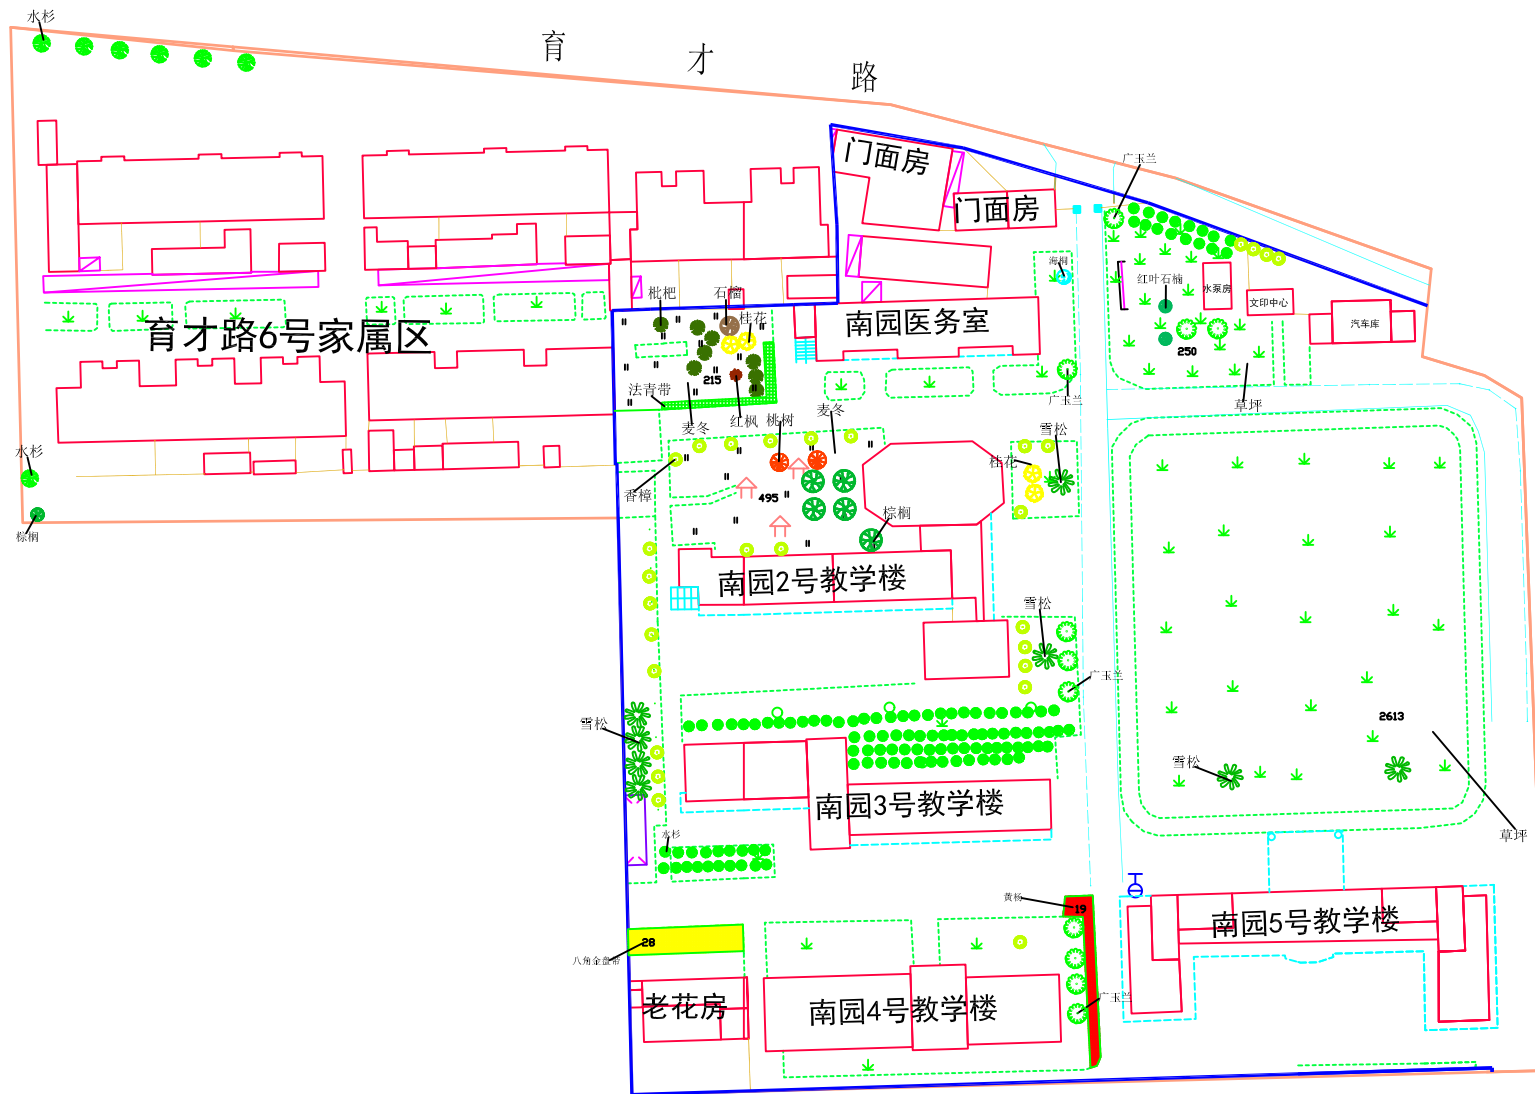 水杉
育
才
路
门面房
广玉兰
门面房
海桐
红叶石楠
水泵房
文印中心
汽车库
枇杷
石榴
桂花
南园医务室
育才路6号家属区
250
215
法青带
广玉兰
草坪
麦冬
红枫
桃树
麦冬
雪松
水杉
桂花
香樟
495
棕榈
棕榈
南园2号教学楼
雪松
广玉兰
雪松
2613
雪松
南园3号教学楼
水杉
草坪
黄杨
19
南园5号教学楼
28
八角金盘带
老花房
南园4号教学楼
广玉兰